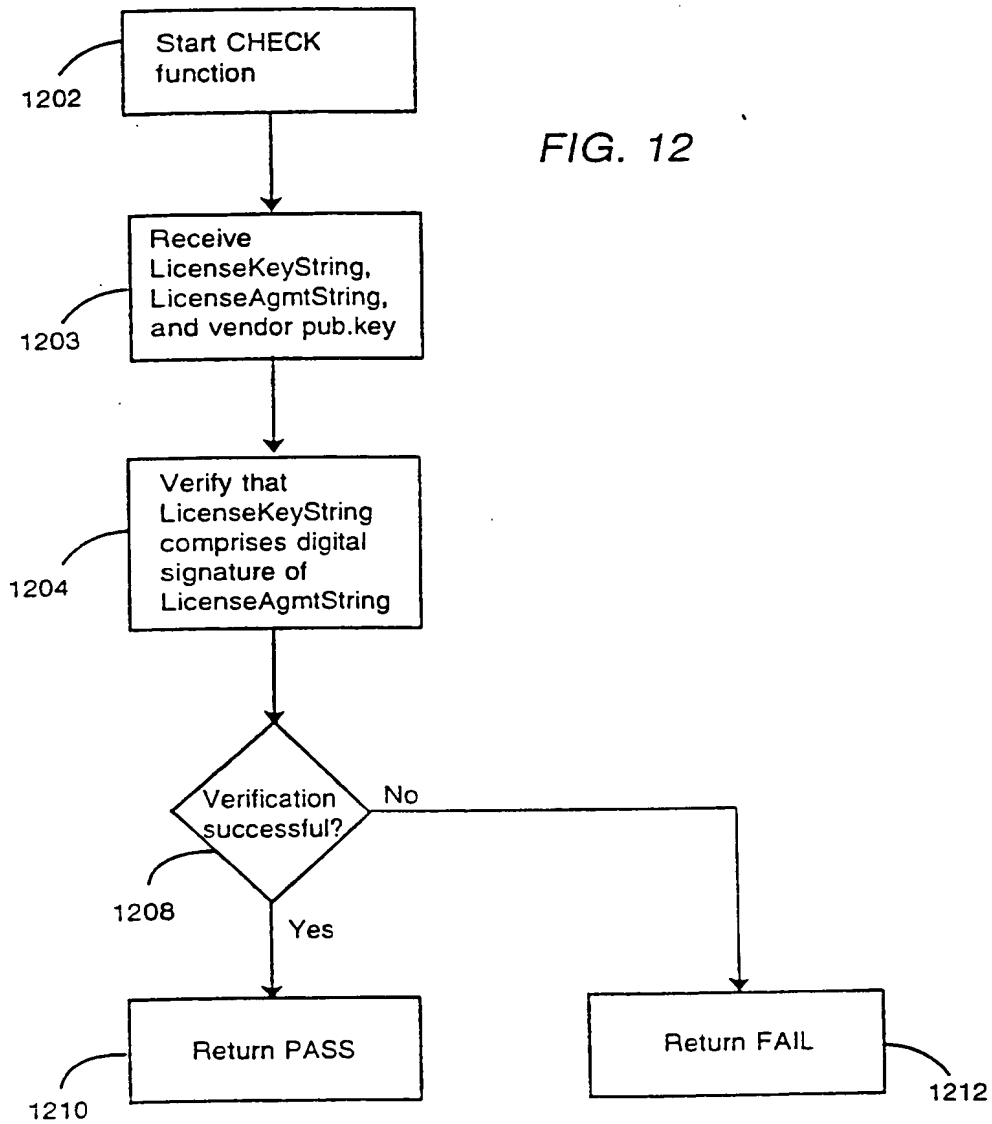 Start CHECK
function
1202
FIG. 12
Receive
LicenseKeyString,
LicenseAgmtString,
and vendor pub.key
1203
Verify that
LicenseKeyString
comprises digital
signature of
LicenseAgmtString
1204
Verification
successful?
No
1208
Yes
Return PASS
Return FAIL
1210
1212